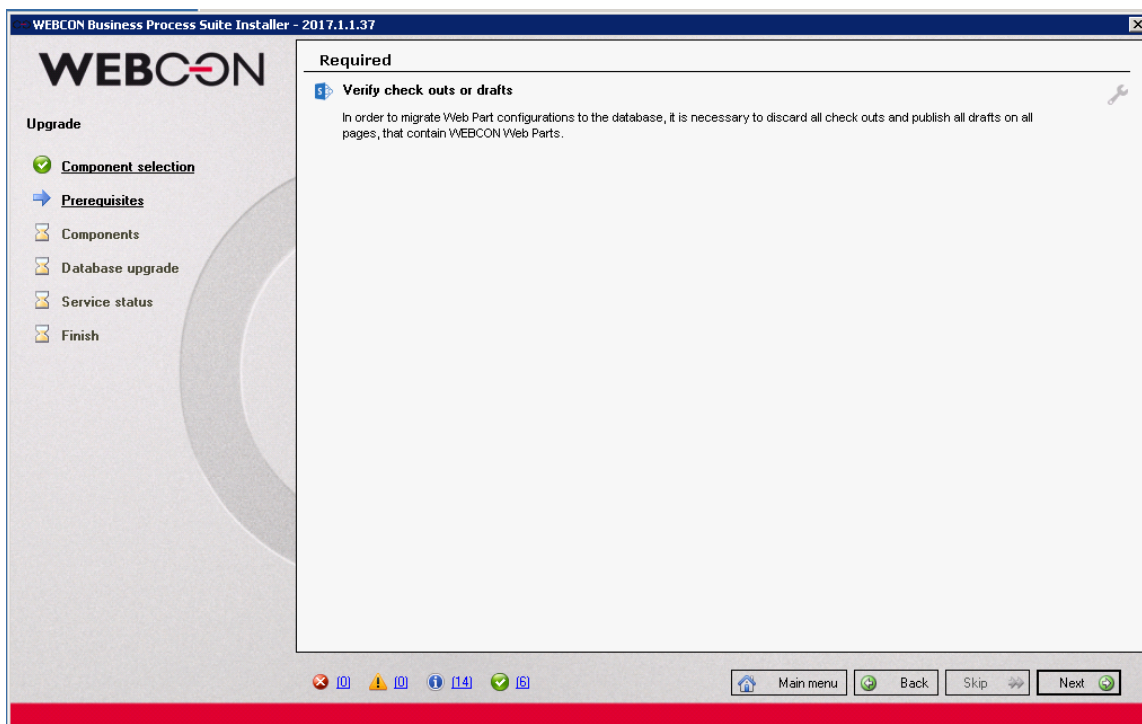 WEBCON Business Process Suite Installer - 2017.1.1.37
WEBCON
Upgrade
Component selection
Prerequisites
Components
Database upgrade
Service status
Finish
Required
Verify check outs or drafts
In order to migrate Web Part configurations to the database, it is necessary to discard all check outs and publish all drafts on all
pages, that contain WEBCON Web Parts.
(0) (0) (14) (6)
Main menu Back Skip Next